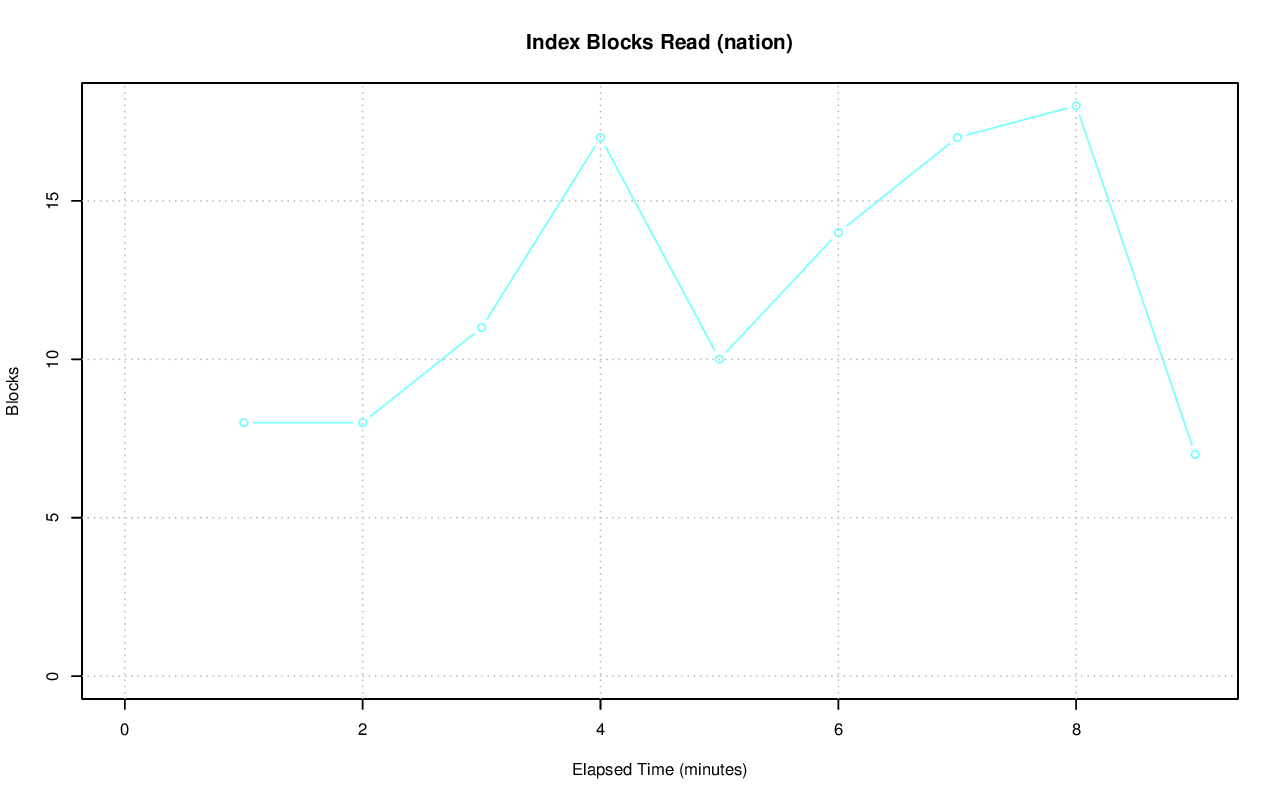 Index Blocks Read (nation)
15
10
5
0
Blocks
0 2 4 6 8
Elapsed Time (minutes)